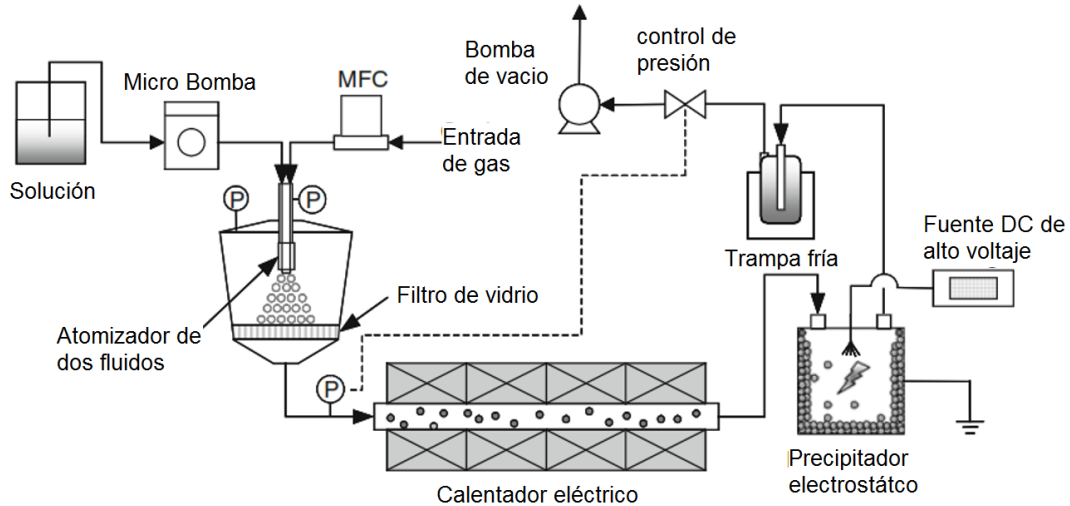 Solución
Micro Bomba
MFC
Entrada
de gas
P
P
Atomizador de
dos fluidos
Filtro de vidrio
P
Calentador eléctrico
Bomba
de vacio
control de
presión
Trampa fría
Fuente DC de
alto voltaje
Precipitador
electrostátco